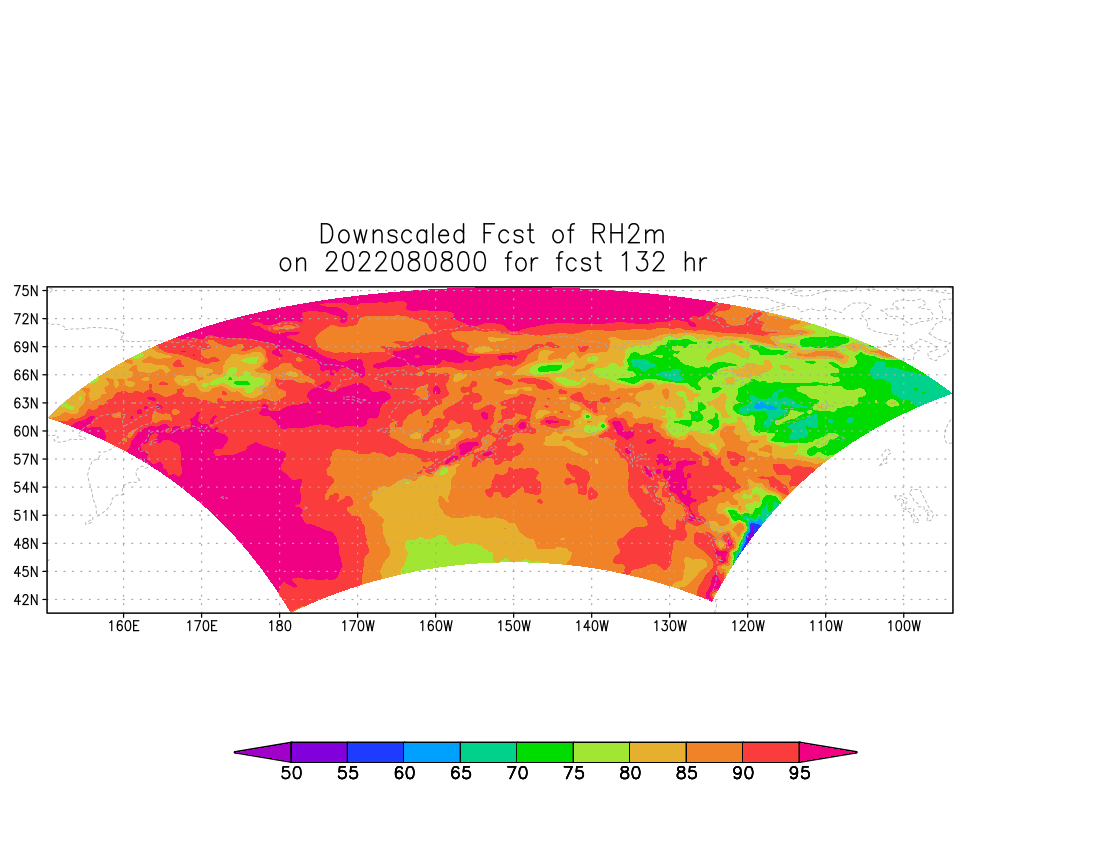 Downscaled Fcst of RH2m
on 2022080800 for fcst 132 hr
75N
72N
69N
66N
63N
60N
57N
54N
51N
48N
45N
42N
160E 170E 180 170W 160W 150W 140W 130W 120W 110W 100W
50 55 60 65 70 75 80 85 90 95